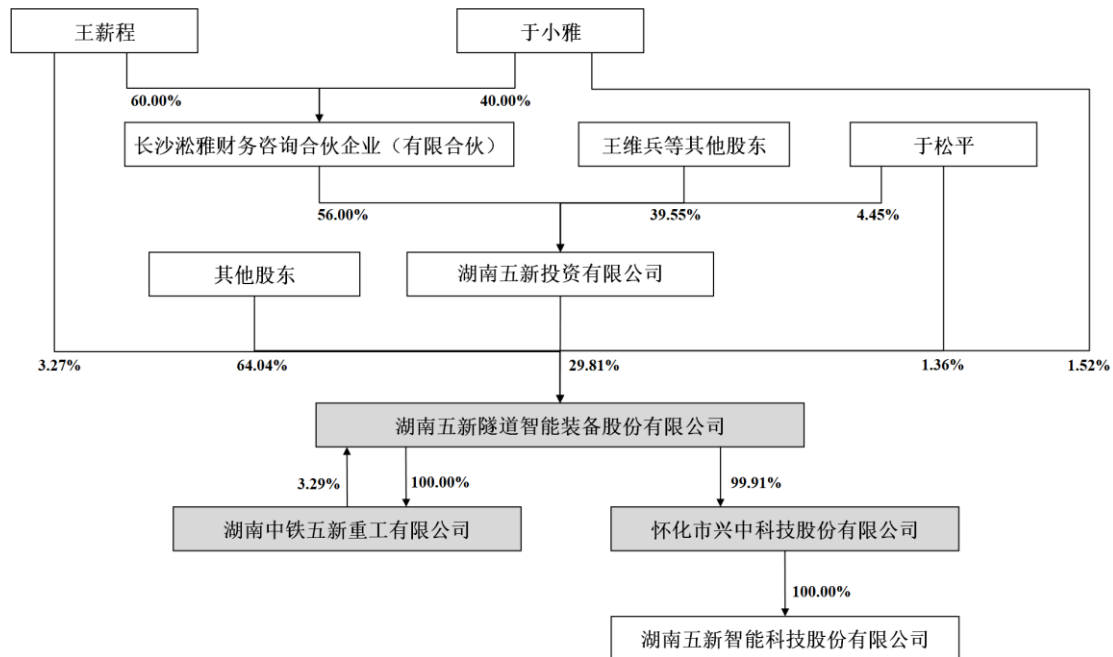 王薪程
于小雅
60.00%
40.00%
长沙淞雅财务咨询合伙企业（有限合伙）
王维兵等其他股东
于松平
56.00%
39.55%
4.45%
其他股东
湖南五新投资有限公司
3.27%
64.04%
29.81%
1.36%
1.52%
湖南五新隧道智能装备股份有限公司
3.29%
100.00%
99.91%
湖南中铁五新重工有限公司
怀化市兴中科技股份有限公司
100.00%
湖南五新智能科技股份有限公司